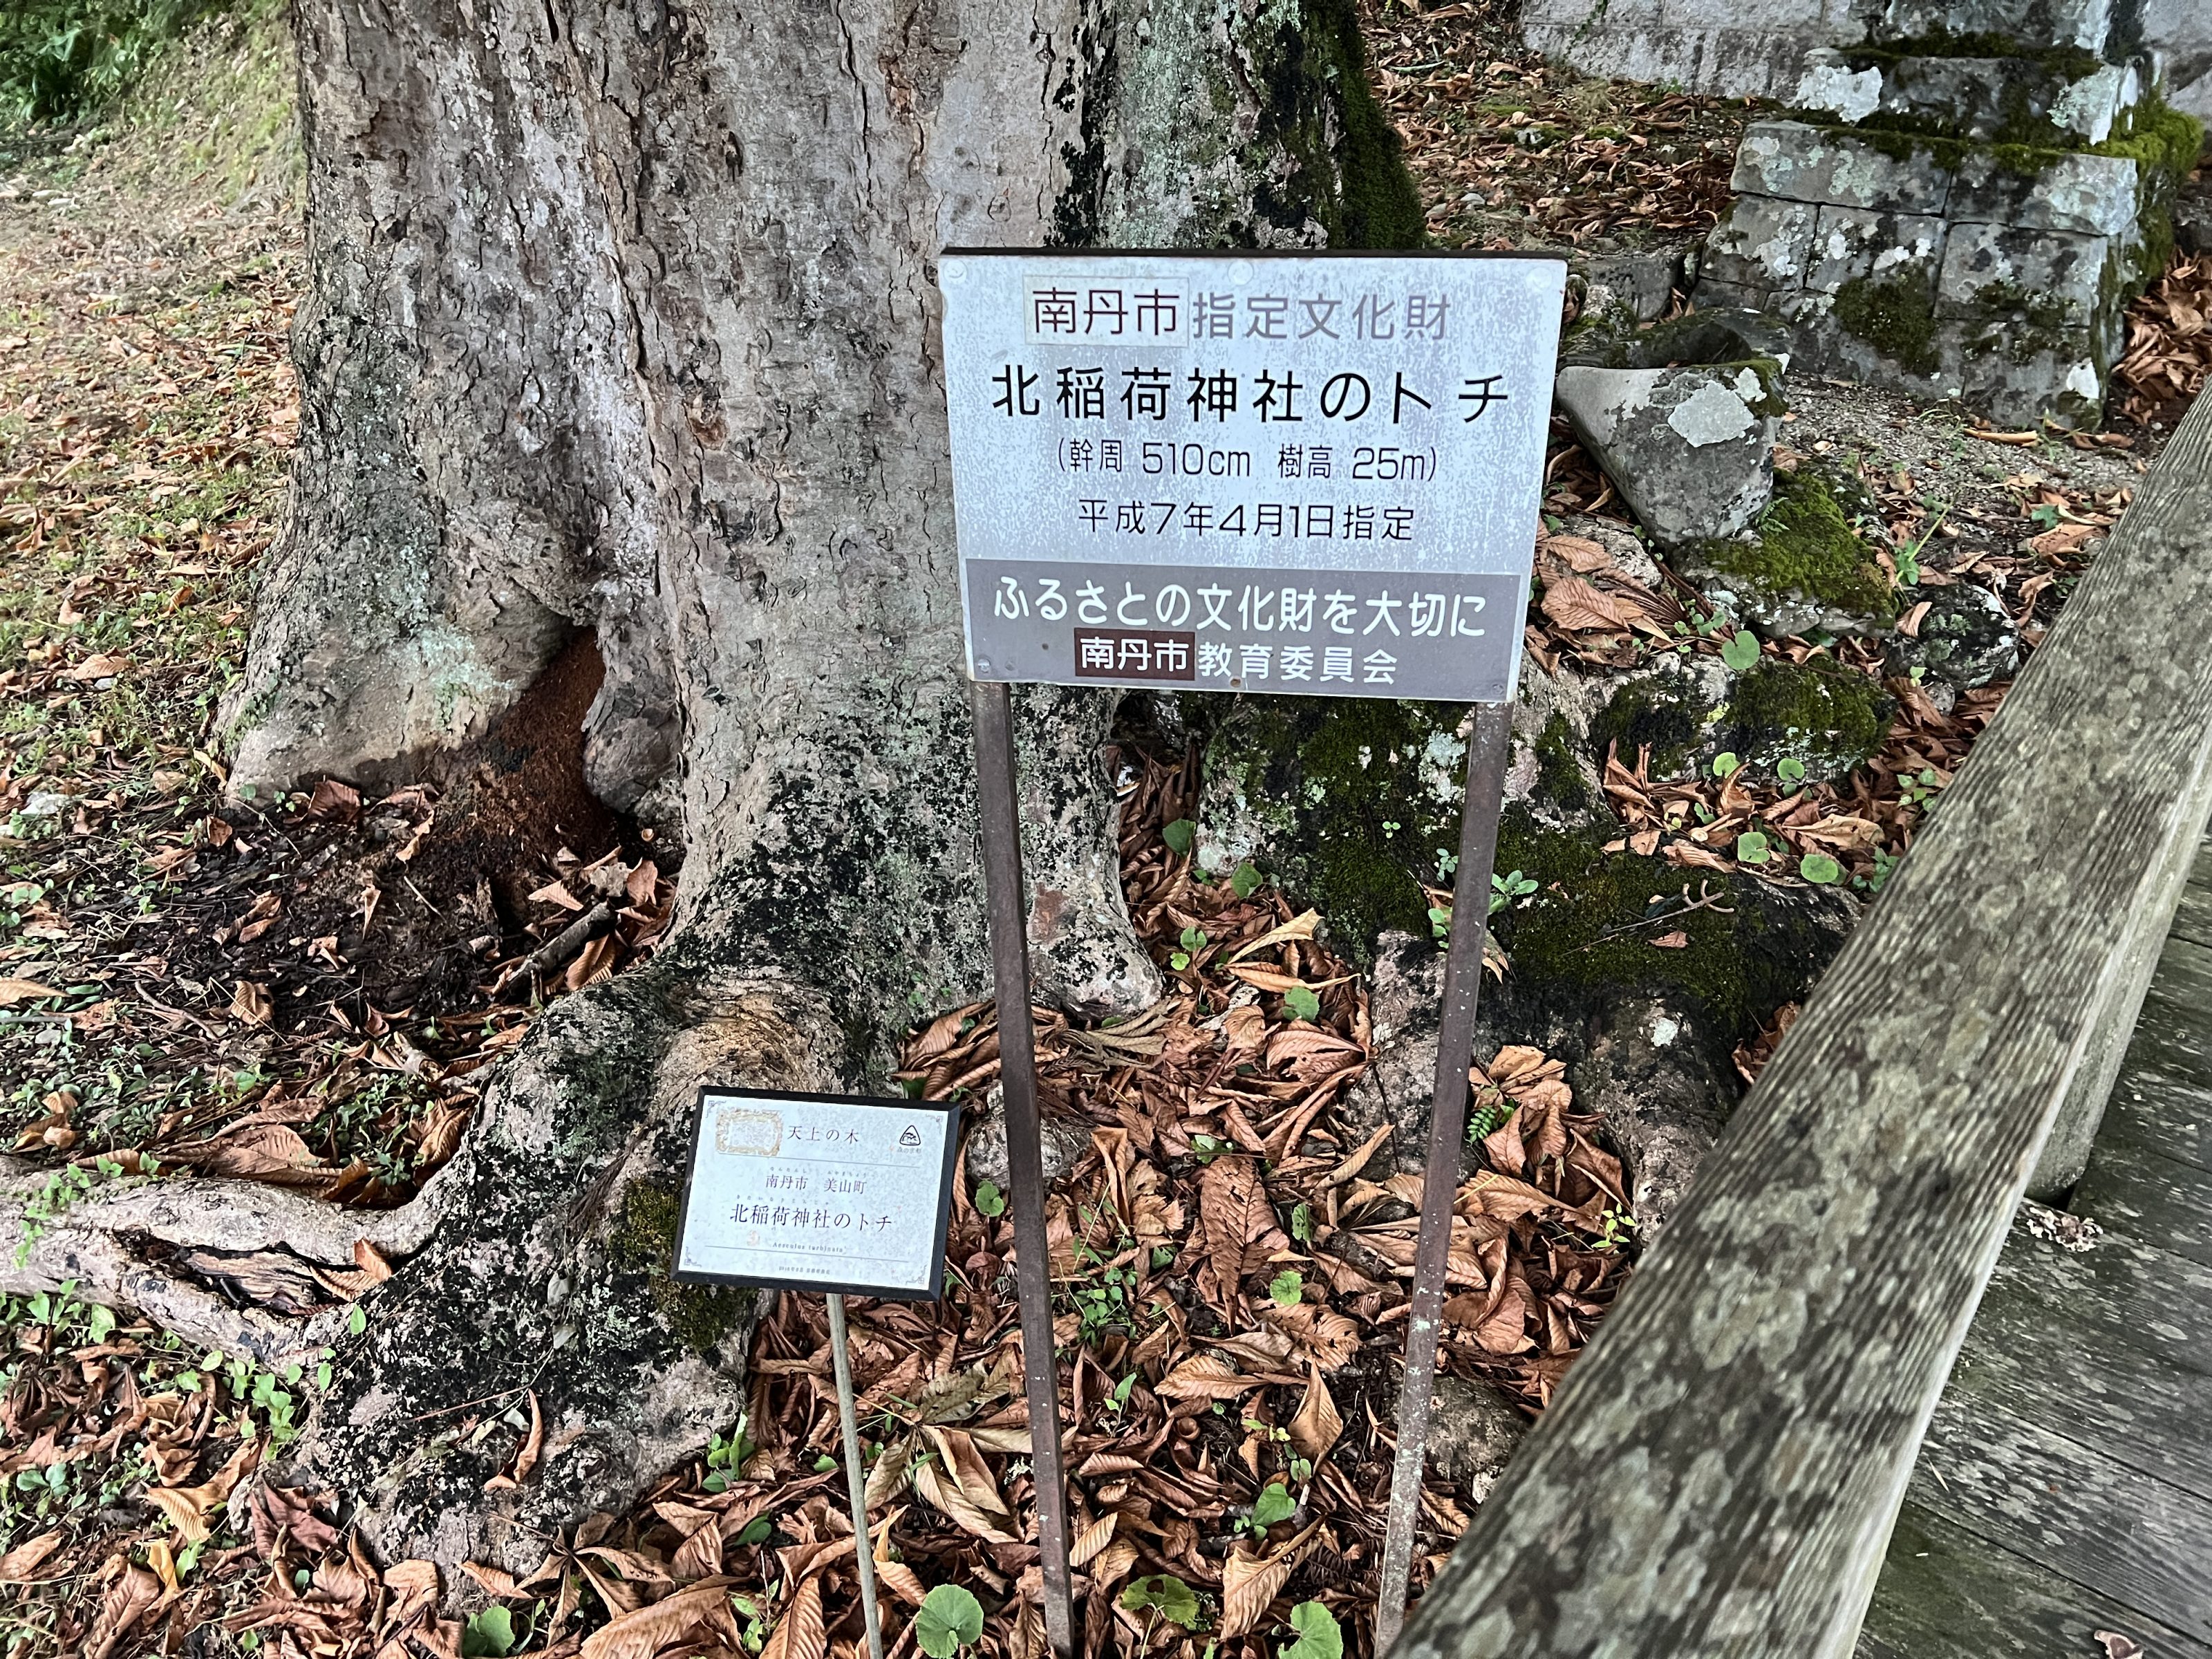 南丹市指定文化財
北稲荷神社のトチ
(幹周 510cm 樹高 25m)
平成7年4月1日指定
ふるさとの文化財を大切に
南丹市教育委員会
天上の木
南丹市 美山町
北稲荷神社のトチ
Aesculus turbinata